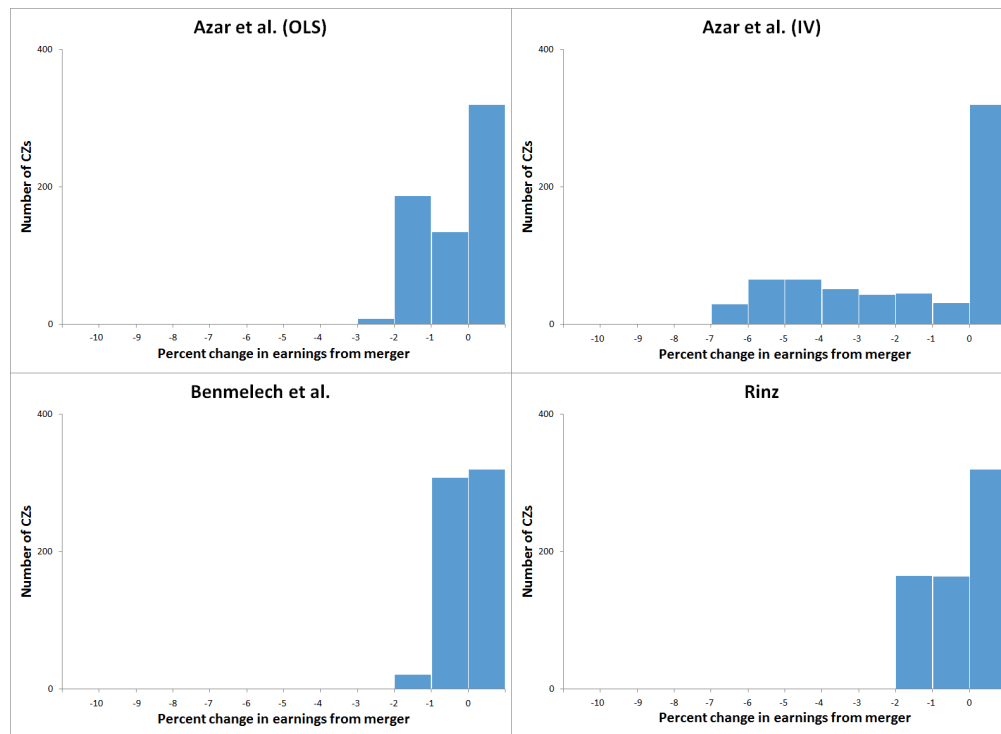 Azar et al. (OLS)
400
200
0
Number of CZs
-10 -9 -8 -7 -6 -5 -4 -3 -2 -1 0
Percent change in earnings from merger
Azar et al. (IV)
400
200
0
Number of CZs
-10 -9 -8 -7 -6 -5 -4 -3 -2 -1 0
Percent change in earnings from merger
Benmelech et al.
400
200
0
Number of CZs
-10 -9 -8 -7 -6 -5 -4 -3 -2 -1 0
Percent change in earnings from merger
Rinz
400
200
0
Number of CZs
-10 -9 -8 -7 -6 -5 -4 -3 -2 -1 0
Percent change in earnings from merger